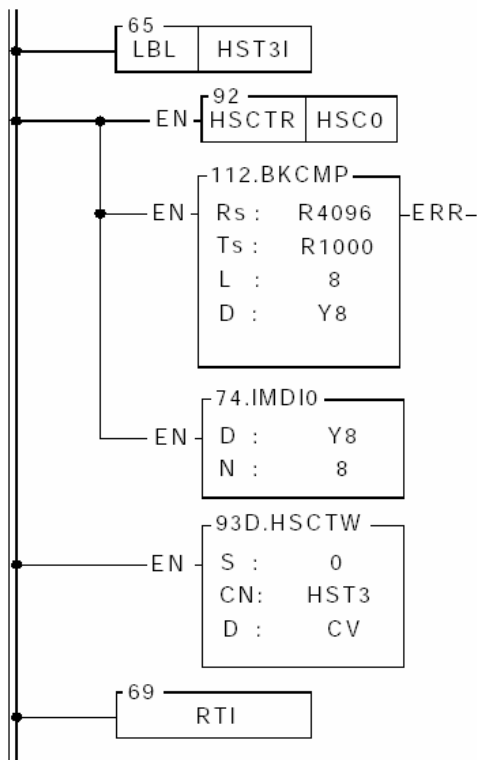 65
LBL HST3I
92
EN HSCTR HSC0
112.BKCMP
EN Rs : R4096 ERR
Ts : R1000
L : 8
D : Y8
74.IMDI0
EN D : Y8
N : 8
93D.HSCTW
EN S : 0
CN: HST3
D : CV
69
RTI